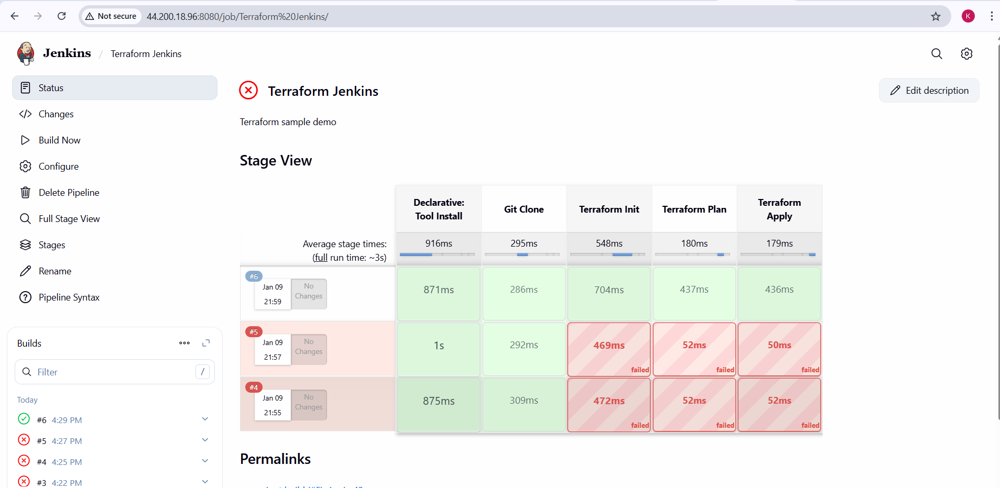 Not secure 44.200.18.96:8080/job/Terraform%20Jenkins/
K
Jenkins / Terraform Jenkins
Status
Changes
Build Now
Configure
Delete Pipeline
Full Stage View
Stages
Rename
Pipeline Syntax
Builds
Filter /
Today
#6 4:29 PM
#5 4:27 PM
#4 4:25 PM
#3 4:22 PM
Terraform Jenkins
Edit description
Terraform sample demo
Stage View
Declarative: Tool Install
Git Clone
Terraform Init
Terraform Plan
Terraform Apply
Average stage times:
(full run time: ~3s)
916ms
295ms
548ms
180ms
179ms
#6
Jan 09
21:59
No Changes
871ms
286ms
704ms
437ms
436ms
#5
Jan 09
21:57
No Changes
1s
292ms
469ms
failed
52ms
failed
50ms
failed
#4
Jan 09
21:55
No Changes
875ms
309ms
472ms
failed
52ms
failed
52ms
failed
Permalinks